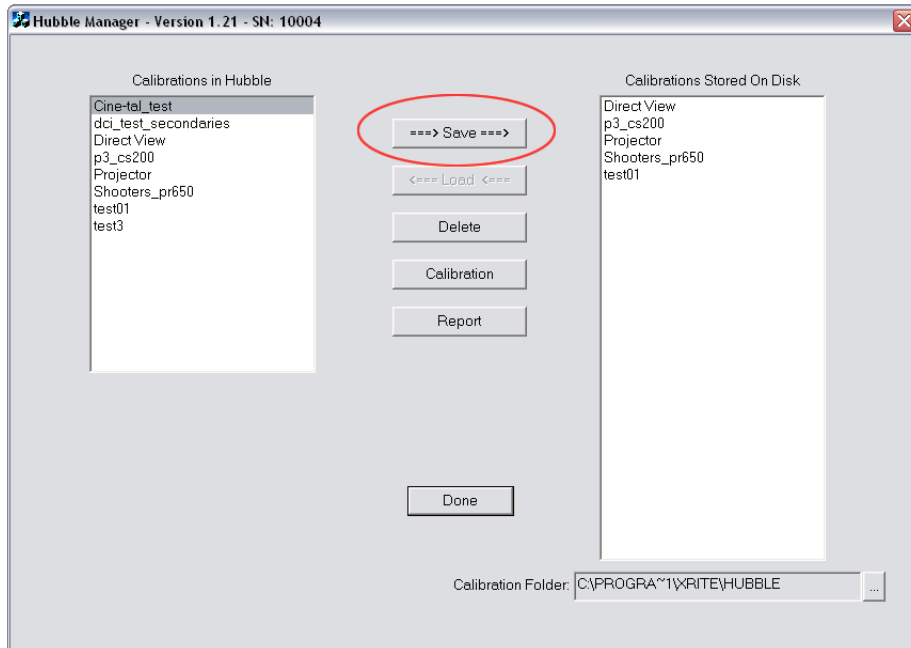 Hubble Manager - Version 1.21 - SN: 10004
Calibrations in Hubble
Cine-tal_test
dci_test_secondaries
Direct View
p3_cs200
Projector
Shooters_pr650
test01
test3
===> Save ===>
<=== Load <===
Delete
Calibration
Report
Done
Calibrations Stored On Disk
Direct View
p3_cs200
Projector
Shooters_pr650
test01
Calibration Folder: C:\PROGRA~1\XRITE\HUBBLE ...